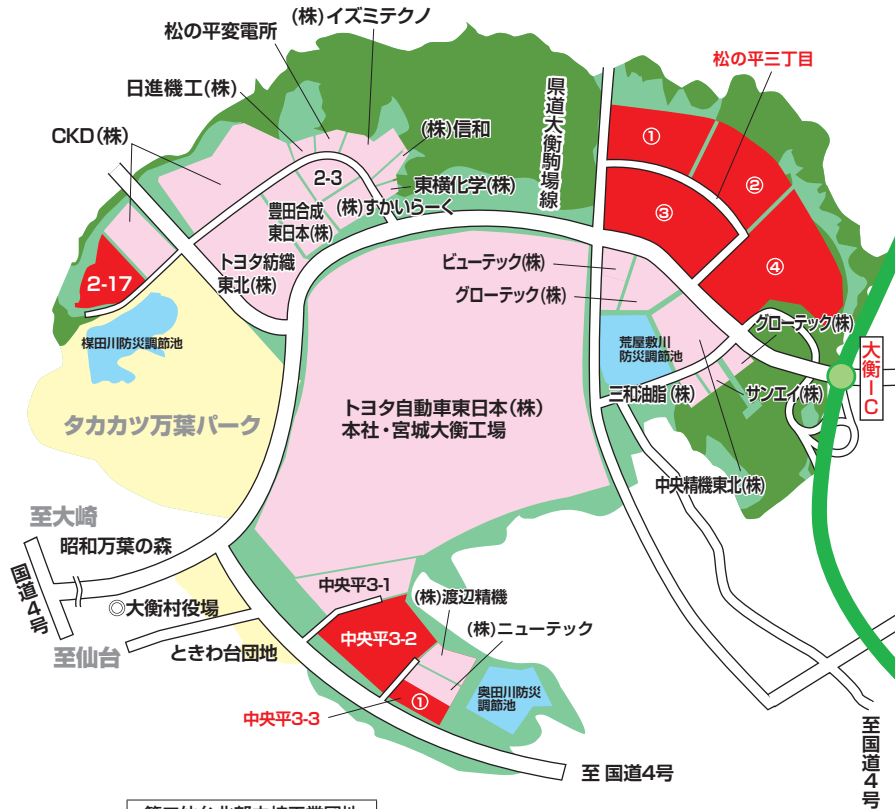 (株)イズミテクノ
松の平変電所
日進機工(株)
CKD(株)
(株)信和
2-3
東横化学(株)
豊田合成
東日本(株)
(株)すかいらーく
トヨタ紡織
東北(株)
2-17
楳田川防災調節池
タカカツ万葉パーク
県道大衡駒場線
松の平三丁目
①
②
③
④
ビューテック(株)
グローテック(株)
荒屋敷川
防災調節池
グローテック(株)
大衡IC
三和油脂(株)
サンエイ(株)
中央精機東北(株)
トヨタ自動車東日本(株)
本社・宮城大衡工場
至大崎
国道4号
昭和万葉の森
◎大衡村役場
至仙台
ときわ台団地
中央平3-1
(株)渡辺精機
中央平3-2
(株)ニューテック
①
中央平3-3
奥田川防災
調節池
至 国道4号
至国道4号